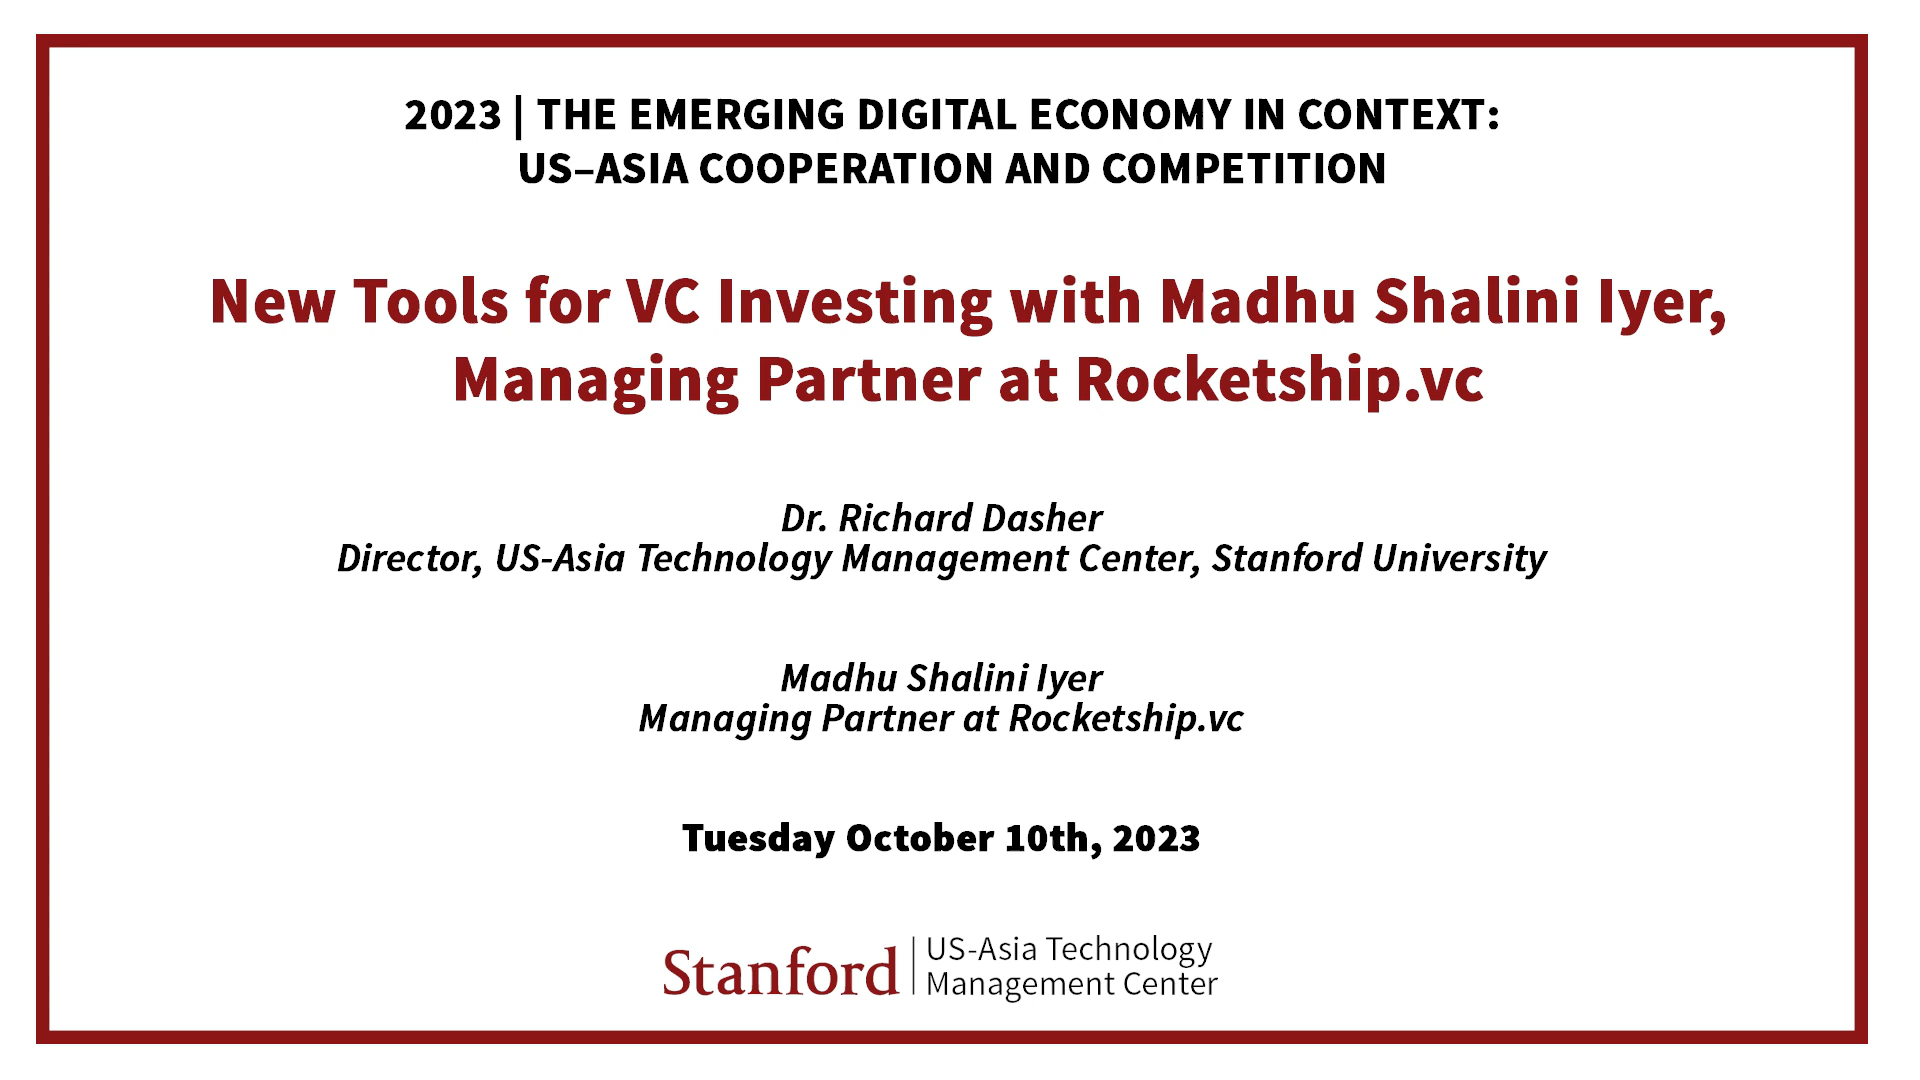 2023 | THE EMERGING DIGITAL ECONOMY IN CONTEXT:
US–ASIA COOPERATION AND COMPETITION
New Tools for VC Investing with Madhu Shalini Iyer,
Managing Partner at Rocketship.vc
Dr. Richard Dasher
Director, US-Asia Technology Management Center, Stanford University
Madhu Shalini Iyer
Managing Partner at Rocketship.vc
Tuesday October 10th, 2023
Stanford
US-Asia Technology
Management Center